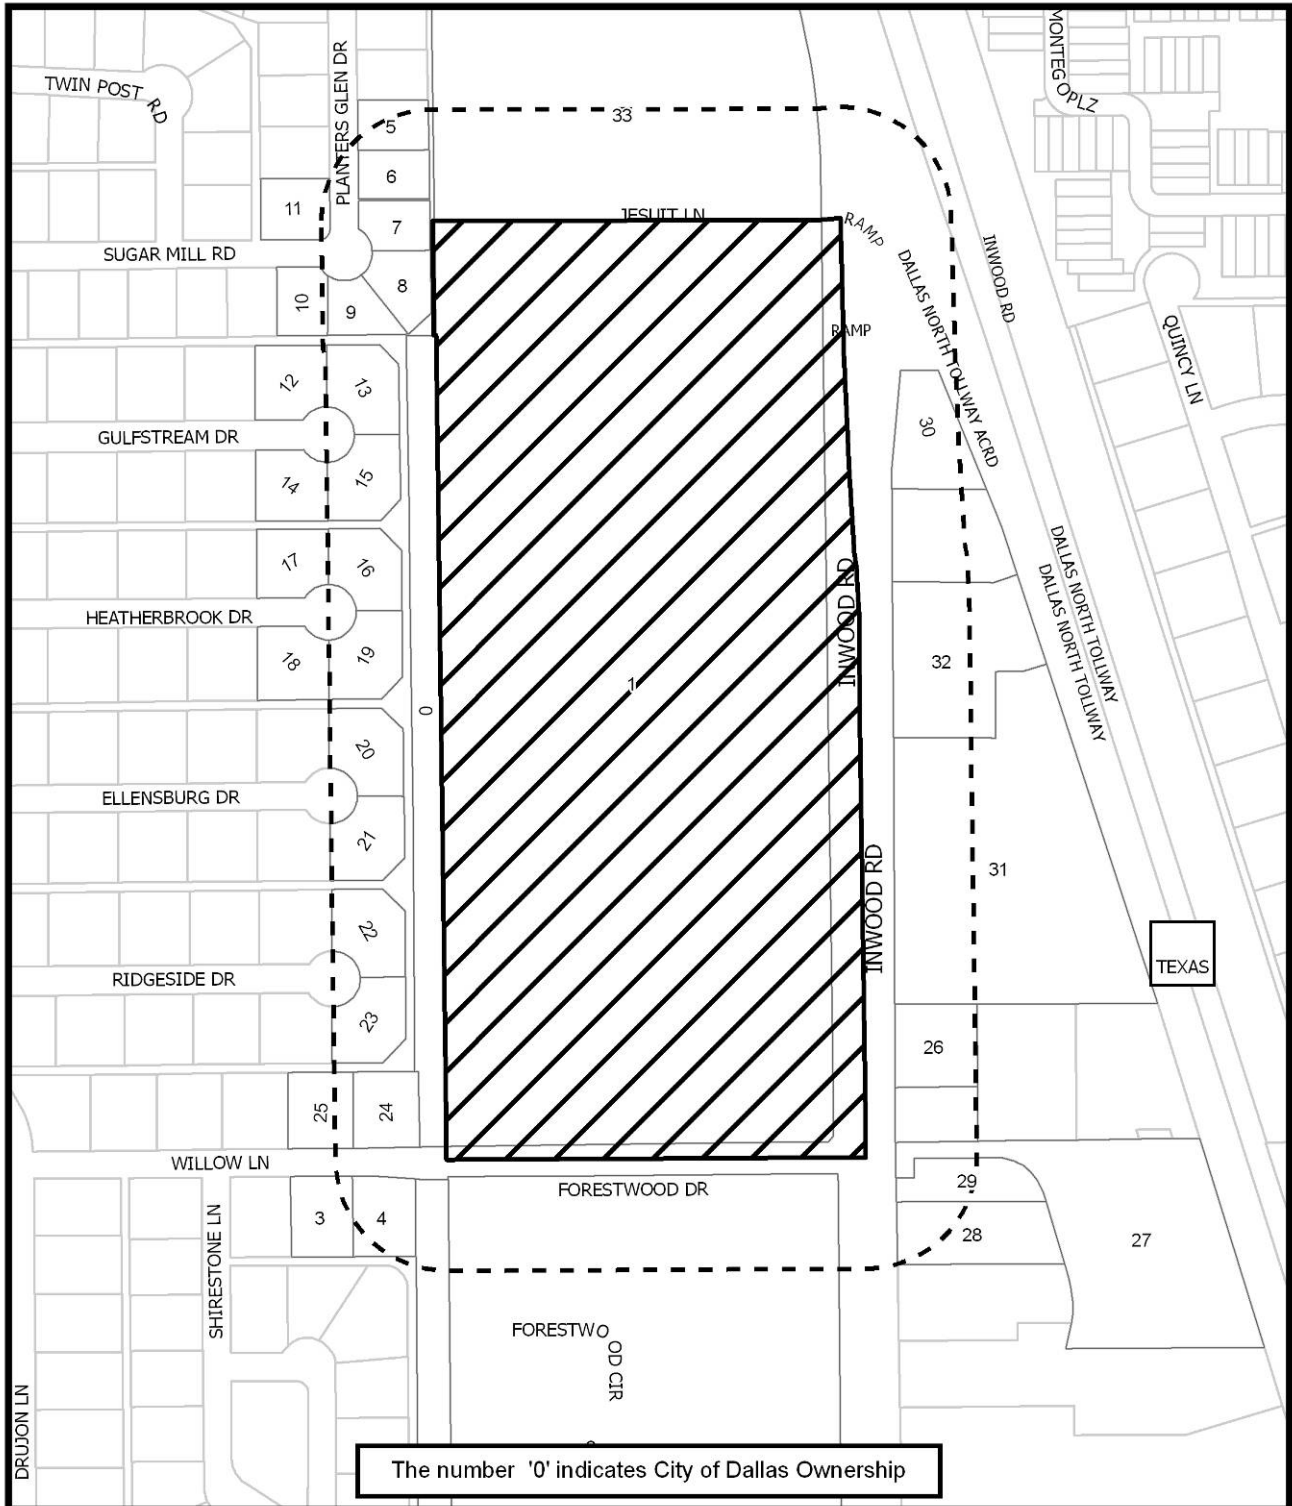 TWIN POST RD
PLANTERS GLEN DR
MONTEGO PLZ
33
5
6
11
7
JESUIT LN
RAMP
SUGAR MILL RD
8
10
9
RAMP
DALLAS NORTH TOLLWAY ACRD
INWOOD RD
QUINCY LN
12
13
30
GULFSTREAM DR
14
15
17
16
HEATHERBROOK DR
18
19
INWOOD RD
32
DALLAS NORTH TOLLWAY
DALLAS NORTH TOLLWAY
1
0
20
ELLENSBURG DR
21
INWOOD RD
31
22
TEXAS
RIDGESIDE DR
23
26
25
24
WILLOW LN
FORESTWOOD DR
29
3
4
28
27
SHIRESTONE LN
FORESTWOOD CIR
DRUJON LN
The number '0' indicates City of Dallas Ownership